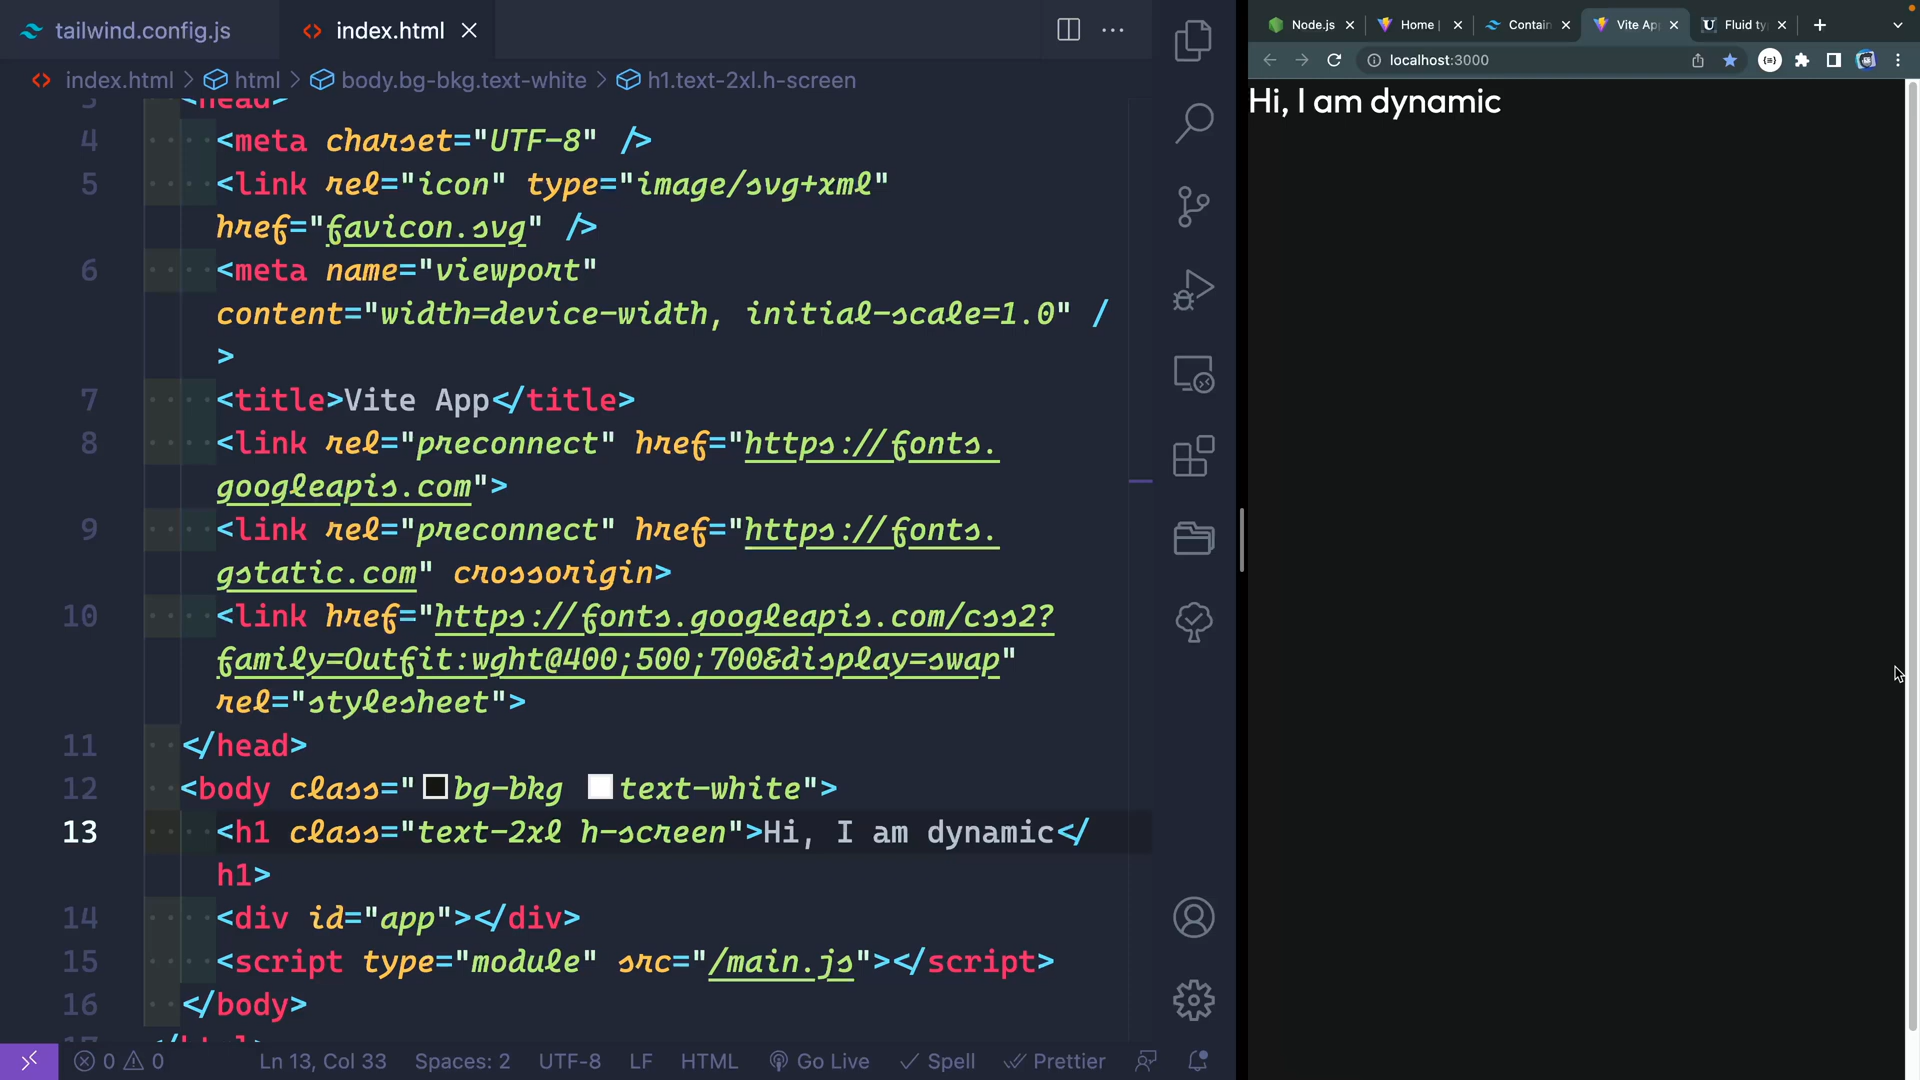 tailwind.config.js
index.html
index.html > html > body.bg-bkg.text-white > h1.text-2xl.h-screen
3 <head>
4 <meta charset="UTF-8" />
5 <link rel="icon" type="image/svg+xml"
href="favicon.svg" />
6 <meta name="viewport"
content="width=device-width, initial-scale=1.0" /
>
7 <title>Vite App</title>
8 <link rel="preconnect" href="https://fonts.
googleapis.com">
9 <link rel="preconnect" href="https://fonts.
gstatic.com" crossorigin>
10 <link href="https://fonts.googleapis.com/css2?
family=Outfit:wght@400;500;700&display=swap"
rel="stylesheet">
11 </head>
12 <body class="bg-bkg text-white">
13 <h1 class="text-2xl h-screen">Hi, I am dynamic</
h1>
14 <div id="app"></div>
15 <script type="module" src="/main.js"></script>
16 </body>
17 </html>
0 0 Ln 13, Col 33 Spaces: 2 UTF-8 LF HTML Go Live Spell Prettier
Node.js Home | Contain Vite App Fluid ty
localhost:3000
Hi, I am dynamic